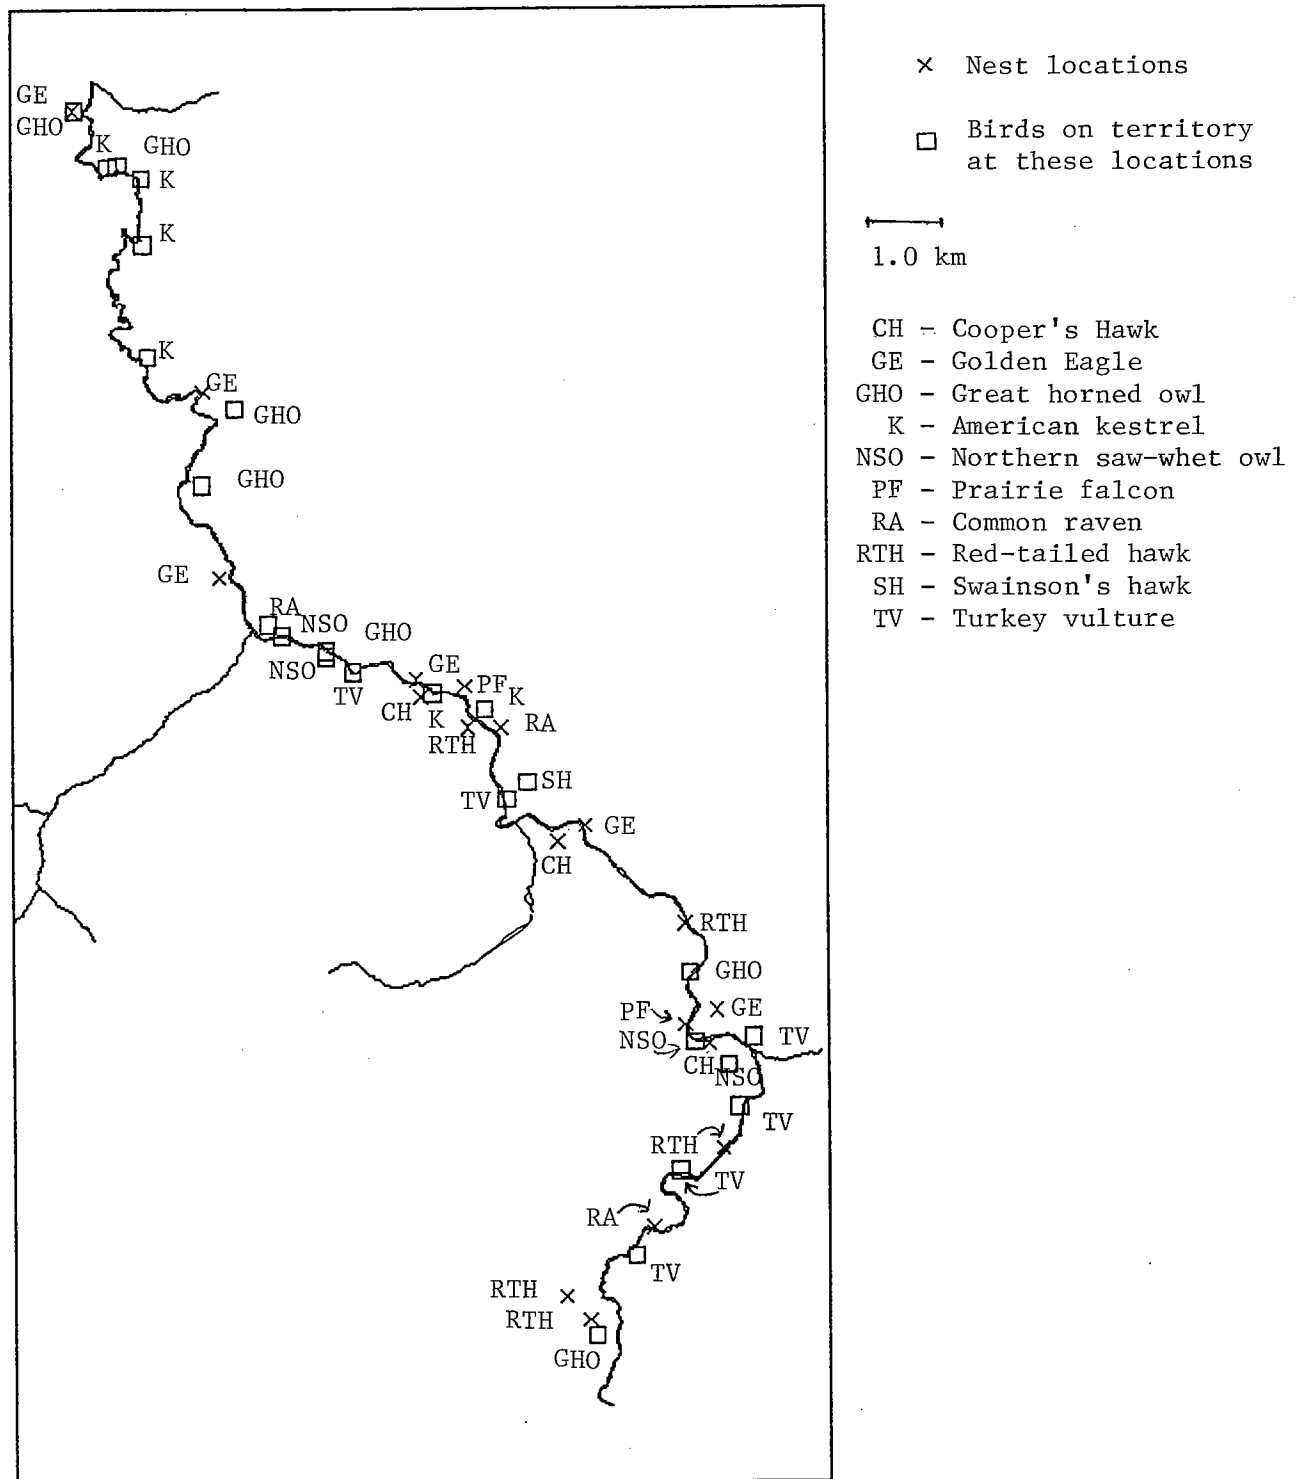 GE
GHO
K GHO
K
K
K
GE
GHO
GHO
GE
RA
NSO
GHO
NSO
TV
GE
CH
K
PF
K
RTH
RA
SH
TV
GE
CH
RTH
GHO
PF
GE
NSO
TV
CH
NSO
TV
RTH
TV
RA
TV
RTH
RTH
GHO
× Nest locations
□ Birds on territory
at these locations
1.0 km
CH - Cooper's Hawk
GE - Golden Eagle
GHO - Great horned owl
K - American kestrel
NSO - Northern saw-whet owl
PF - Prairie falcon
RA - Common raven
RTH - Red-tailed hawk
SH - Swainson's hawk
TV - Turkey vulture